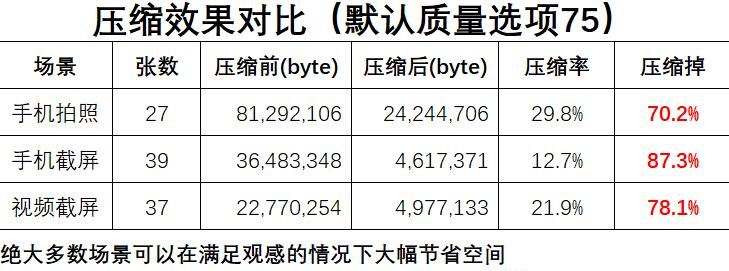 压缩效果对比（默认质量选项75）
场景 张数 压缩前(byte) 压缩后(byte) 压缩率 压缩掉
手机拍照 27 81,292,106 24,244,706 29.8% 70.2%
手机截屏 39 36,483,348 4,617,371 12.7% 87.3%
视频截屏 37 22,770,254 4,977,133 21.9% 78.1%
绝大多数场景可以在满足观感的情况下大幅节省空间